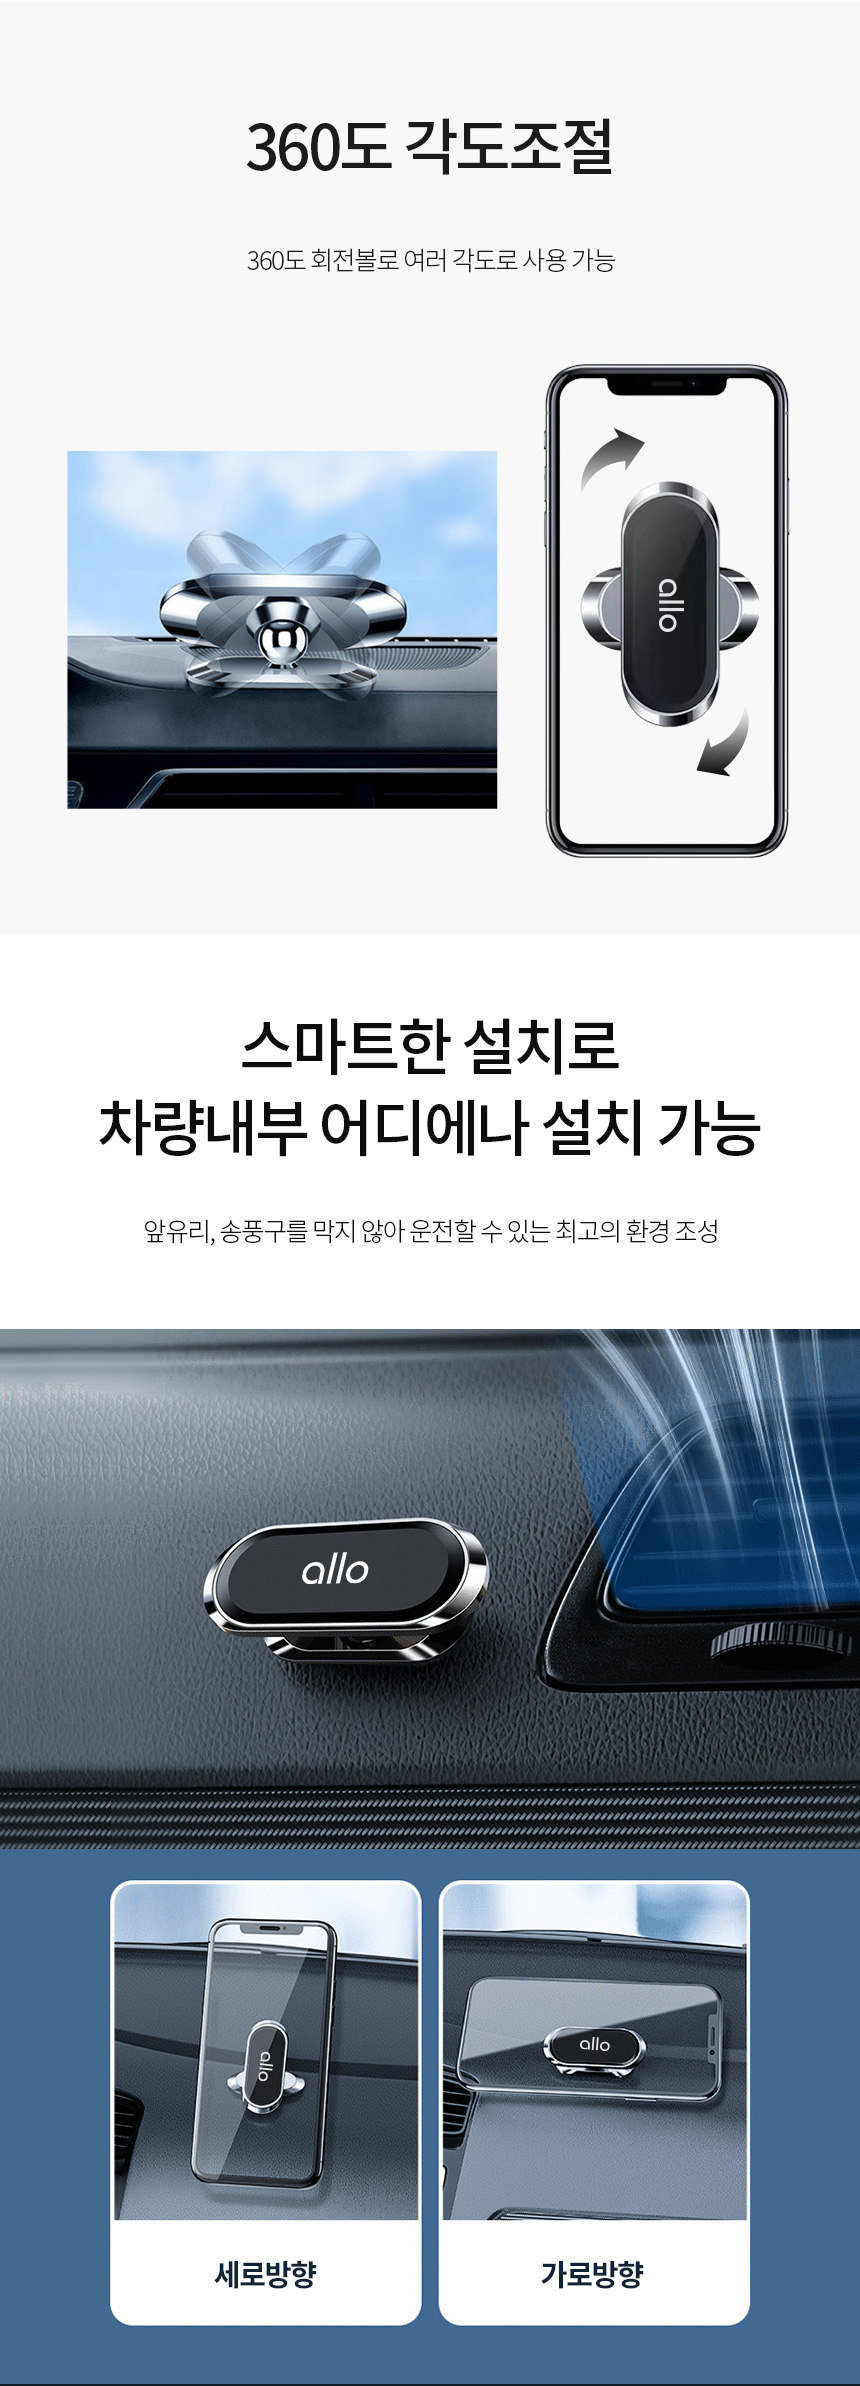 360도 각도조절
360도 회전볼로 여러 각도로 사용 가능
allo
스마트한 설치로
차량내부 어디에나 설치 가능
앞유리, 송풍구를 막지 않아 운전할 수 있는 최고의 환경 조성
allo
allo
allo
세로방향
가로방향